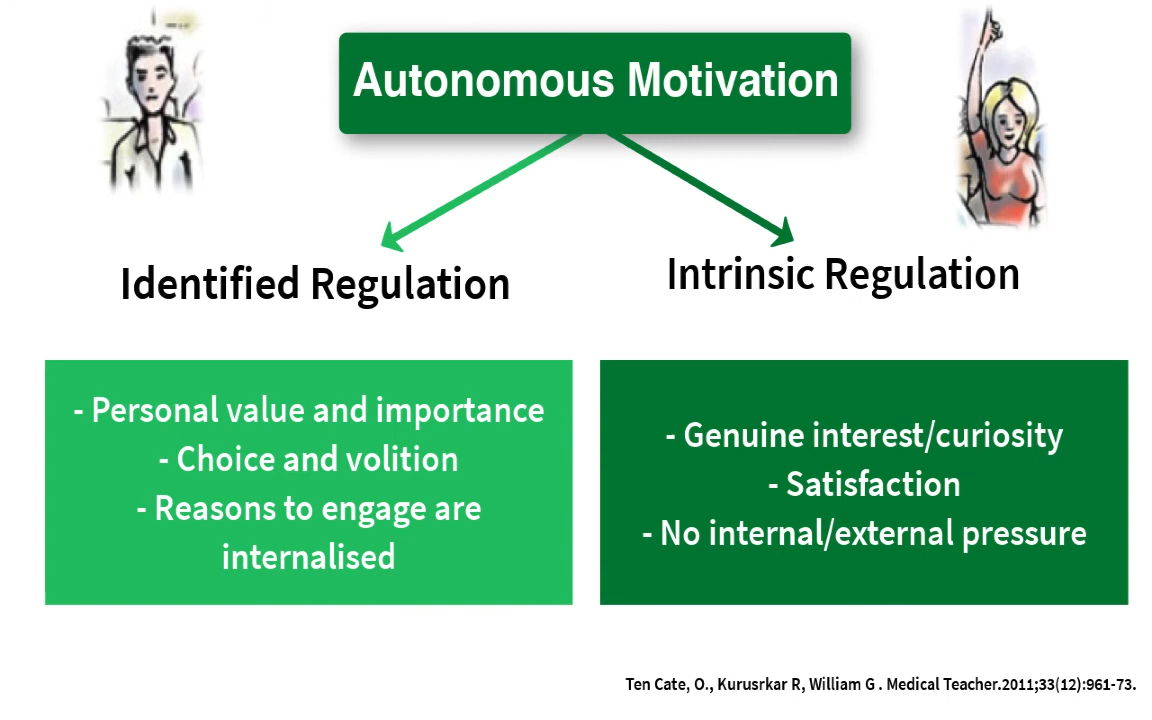 Autonomous Motivation
Identified Regulation
Intrinsic Regulation
- Personal value and importance
- Choice and volition
- Reasons to engage are
internalised
- Genuine interest/curiosity
- Satisfaction
- No internal/external pressure
Ten Cate, O., Kurusrkar R, William G . Medical Teacher.2011;33(12):961-73.